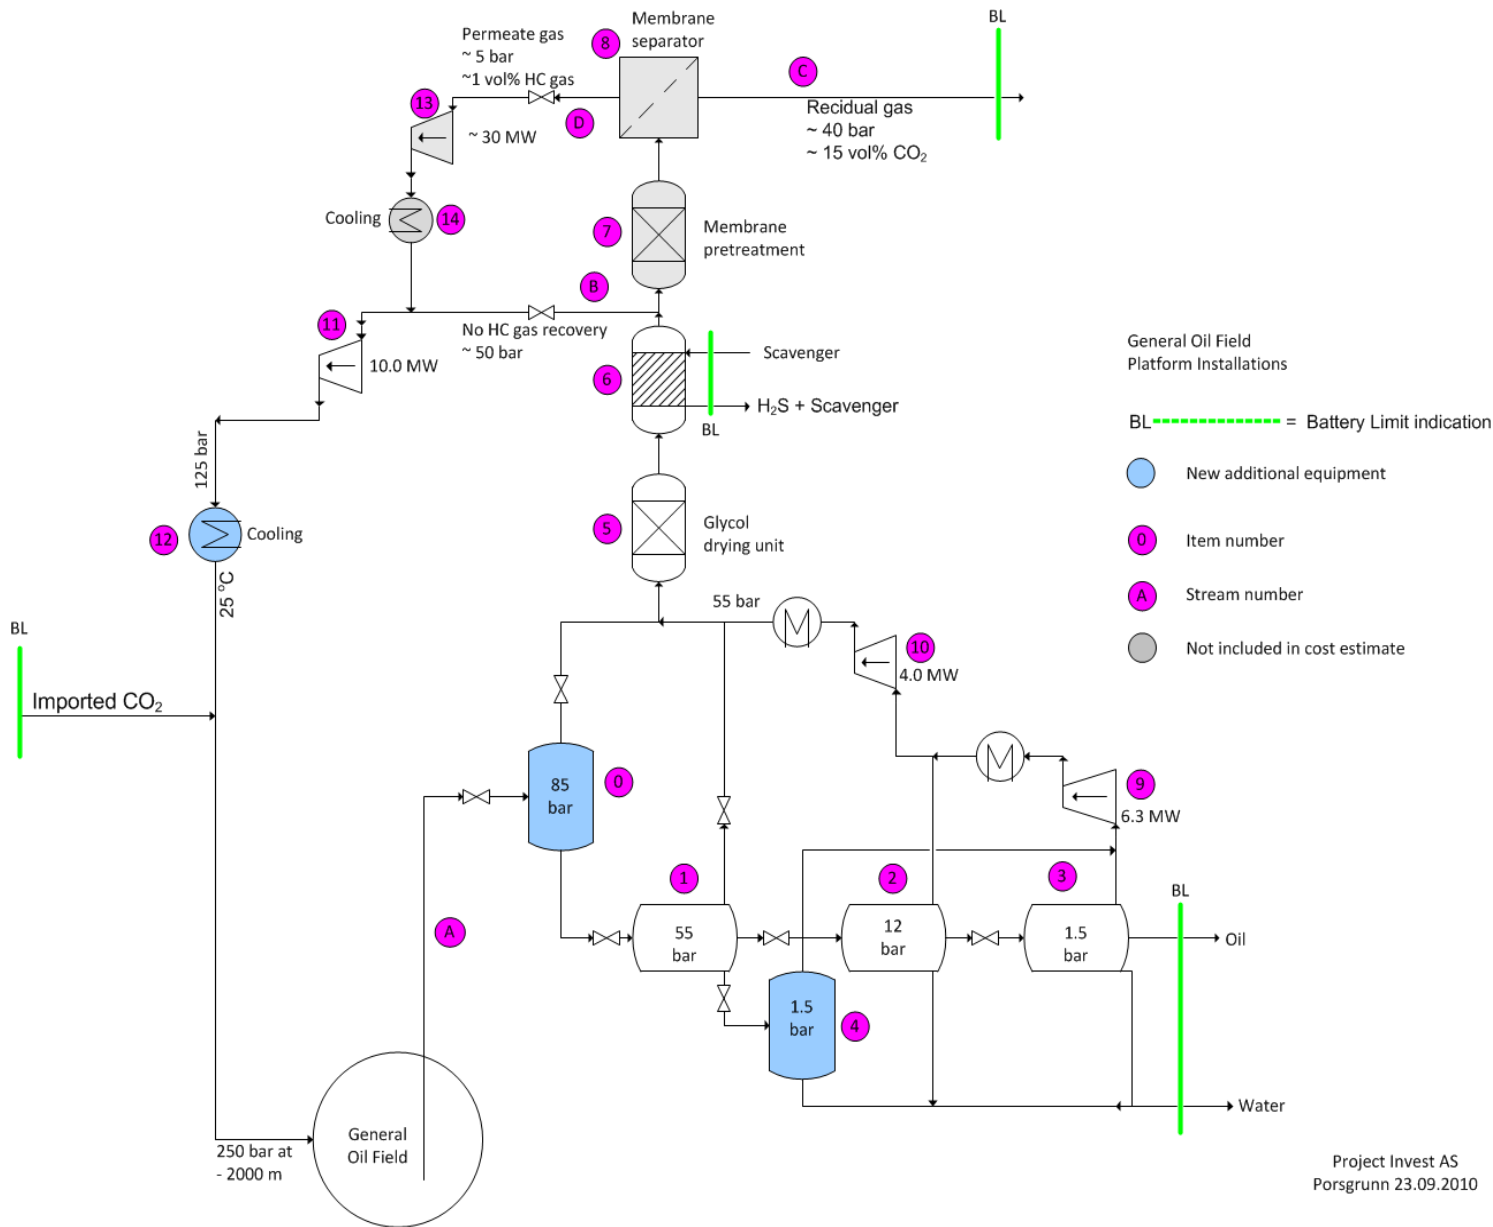 BL
Membrane
separator
8
Permeate gas
~ 5 bar
~1 vol% HC gas
C
Recidual gas
~ 40 bar
~ 15 vol% CO₂
D
13
~ 30 MW
Cooling
14
7
Membrane
pretreatment
B
11
No HC gas recovery
~ 50 bar
10.0 MW
6
Scavenger
H₂S + Scavenger
BL
General Oil Field
Platform Installations
BL = Battery Limit indication
New additional equipment
0 Item number
A Stream number
Not included in cost estimate
125 bar
12
Cooling
25 °C
5
Glycol
drying unit
55 bar
10
4.0 MW
BL
Imported CO₂
85
bar
0
9
6.3 MW
1
2
3
BL
A
55
bar
12
bar
1.5
bar
Oil
1.5
bar
4
Water
General
Oil Field
250 bar at
- 2000 m
Project Invest AS
Porsgrunn 23.09.2010